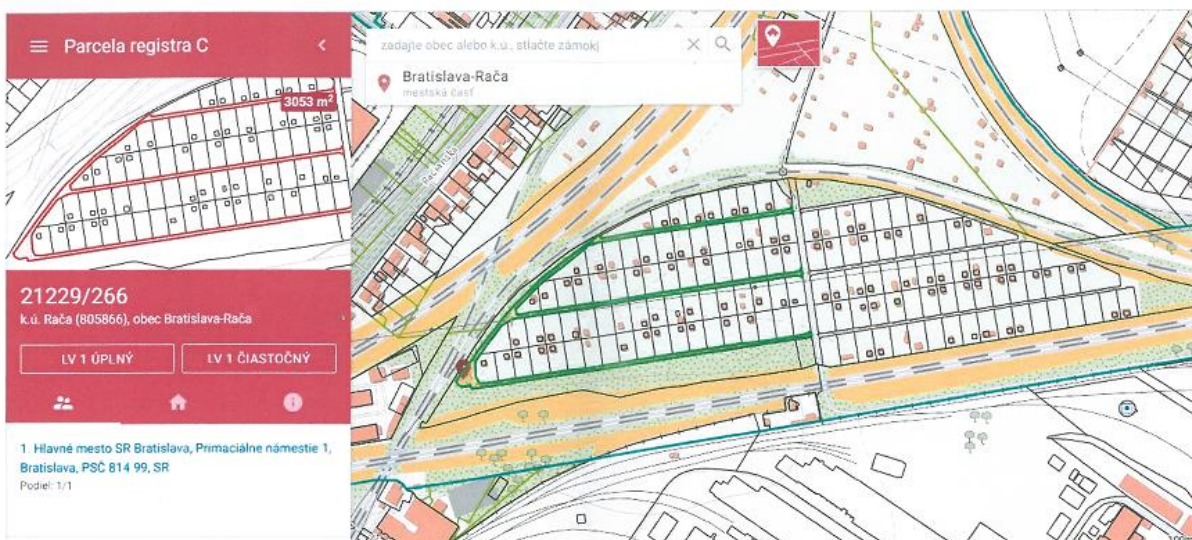 Parcela registra C
3053 m²
21229/266
k.ú. Rača (805866), obec Bratislava-Rača
LV 1 ÚPLNÝ
LV 1 ČIASTOČNÝ
1. Hlavné mesto SR Bratislava, Primaciálne námestie 1,
Bratislava, PSČ 814 99, SR
Podiel: 1/1
zadajte obec alebo k.ú., stlačte zámok
Bratislava-Rača
mestská časť